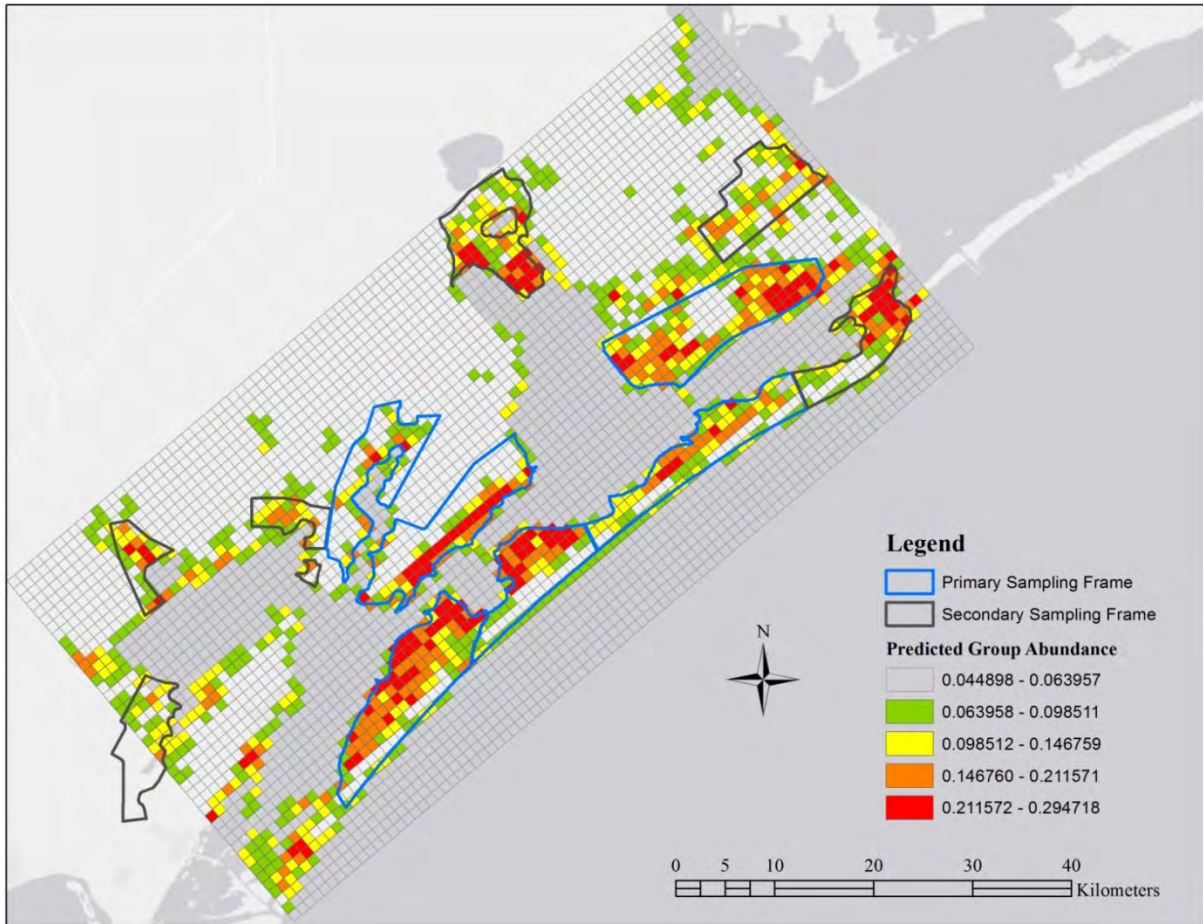 Legend
Primary Sampling Frame
Secondary Sampling Frame
Predicted Group Abundance
0.044898 - 0.063957
0.063958 - 0.098511
0.098512 - 0.146759
0.146760 - 0.211571
0.211572 - 0.294718
N
0 5 10 20 30 40
Kilometers